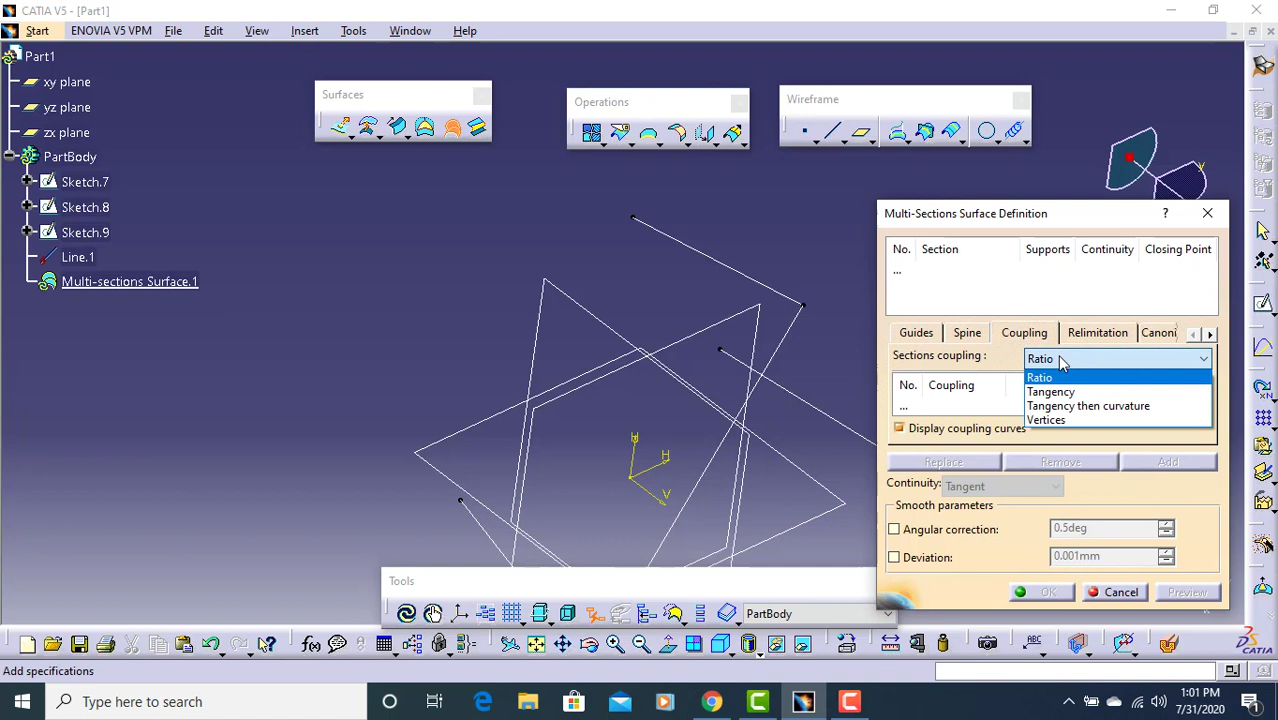 CATIA V5 - [Part1]
Start ENOVIA V5 VPM File Edit View Insert Tools Window Help
Part1
xy plane
yz plane
zx plane
PartBody
Sketch.7
Sketch.8
Sketch.9
Line.1
Multi-sections Surface.1
Surfaces
Operations
Wireframe
y
H
H
V
Multi-Sections Surface Definition
?
No. Section Supports Continuity Closing Point
...
Guides Spine Coupling Relimitation Canoni
Sections coupling : Ratio
Ratio
Tangency
Tangency then curvature
Vertices
No. Coupling
...
Display coupling curves
Replace Remove Add
Continuity: Tangent
Smooth parameters
Angular correction: 0.5deg
Deviation: 0.001mm
OK Cancel Preview
Tools
PartBody
f(x)
ABC
DS CATIA
Add specifications
Type here to search
1:01 PM
7/31/2020
1